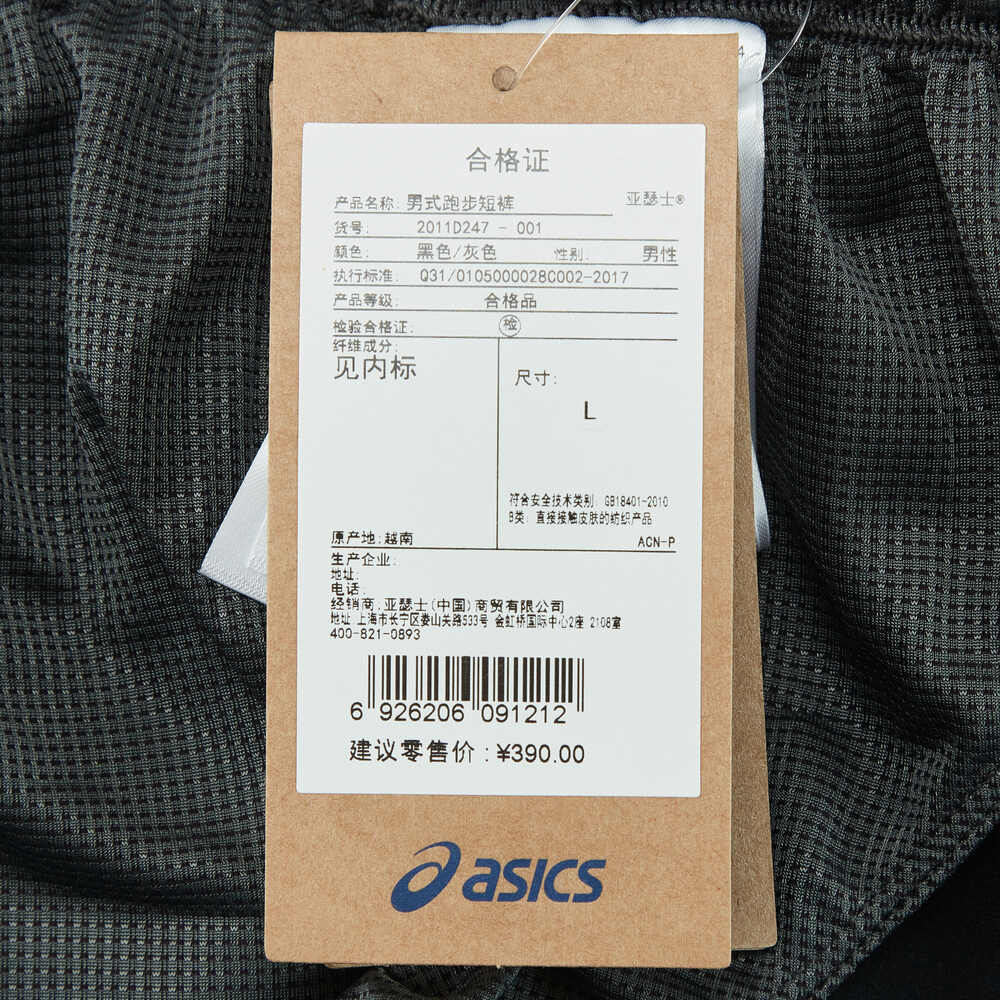 4
合格证
产品名称: 男式跑步短裤 亚瑟士®
货号: 2011D247 - 001
颜色: 黑色/灰色 性别: 男性
执行标准: Q31/0105000028C002-2017
产品等级: 合格品
检验合格证: 检
纤维成分:
见内标
尺寸:
L
符合安全技术类别: GB18401-2010
B类: 直接接触皮肤的纺织产品
原产地:越南
ACN-P
生产企业:
地址:
电话:
经销商:亚瑟士(中国)商贸有限公司
地址 上海市长宁区娄山关路533号 金虹桥国际中心2座 2108室
400-821-0893
6 926206 091212
建议零售价:¥390.00
asics